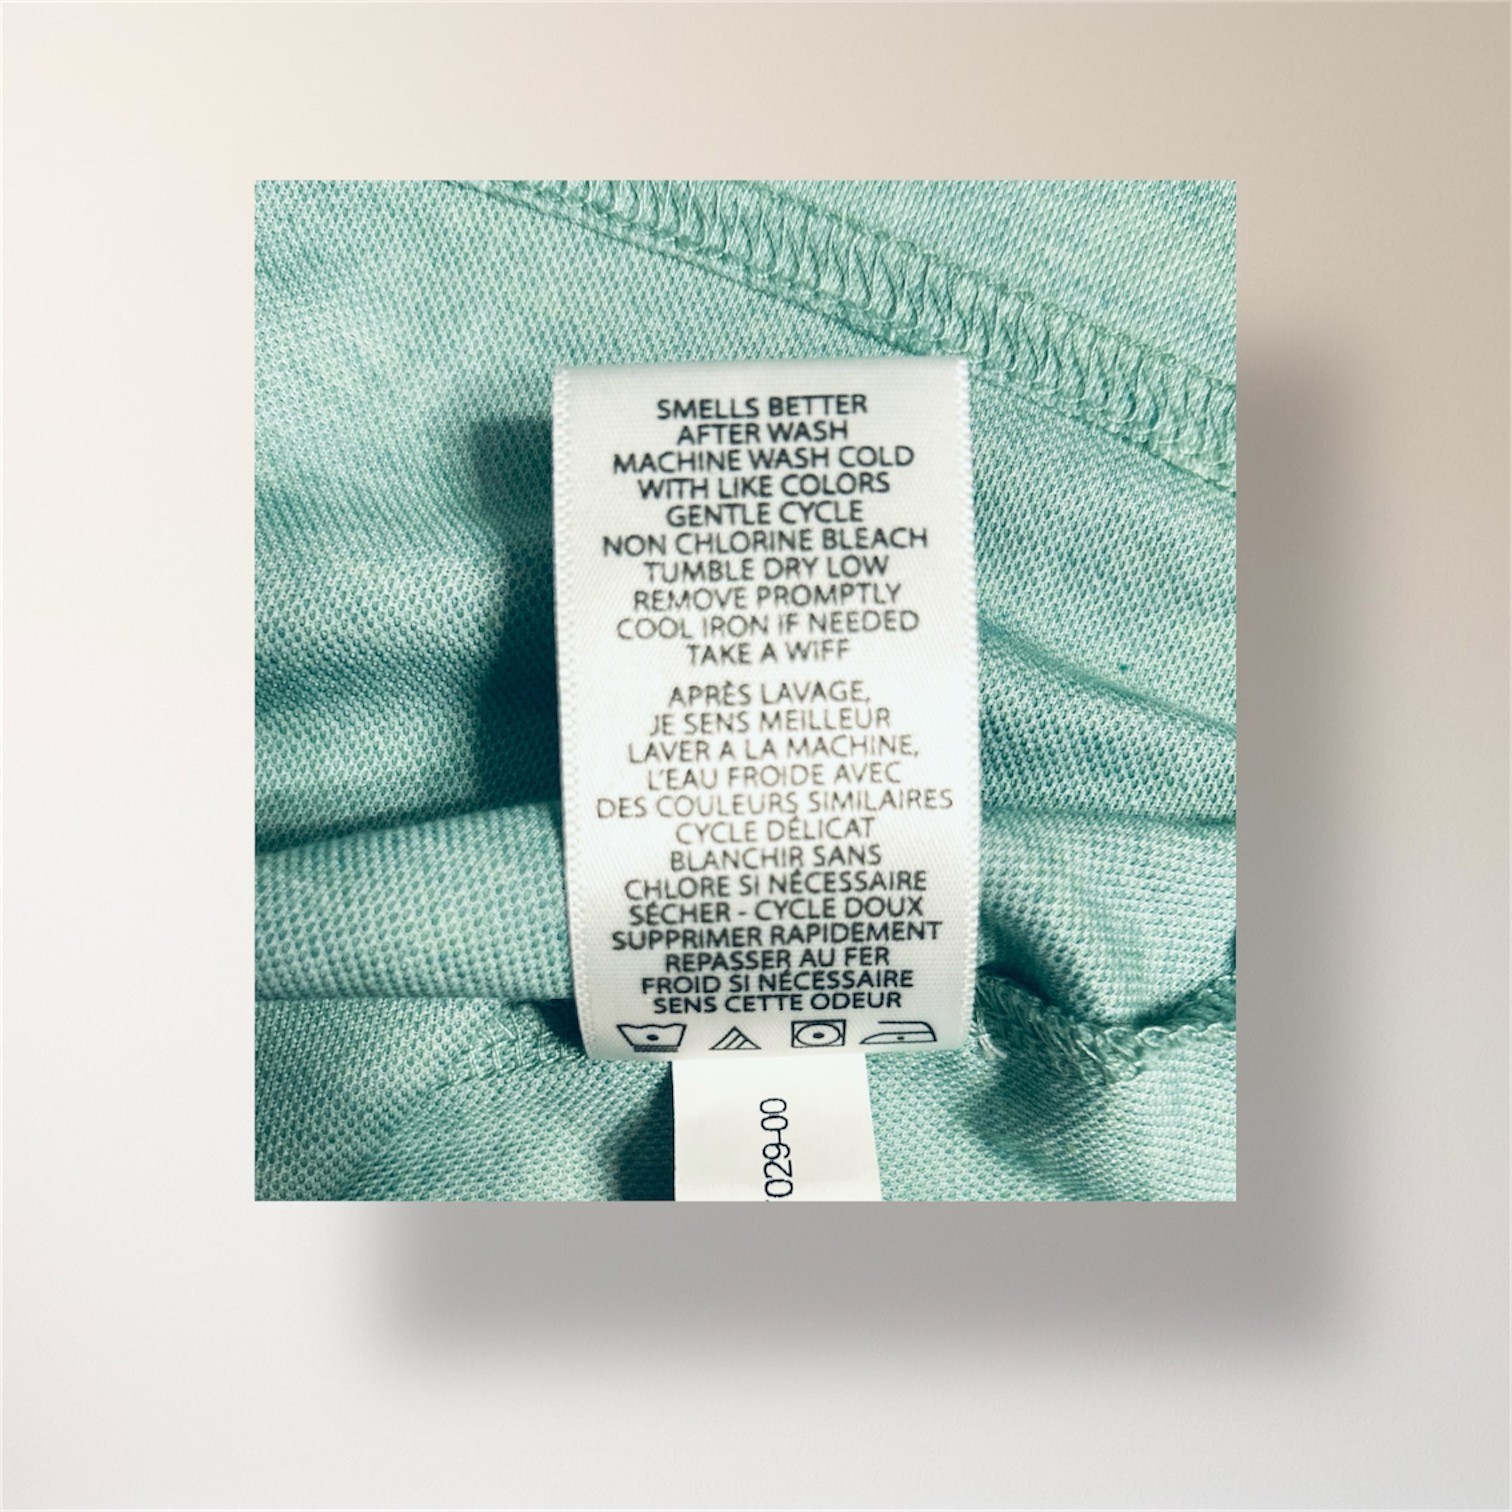 SMELLS BETTER
AFTER WASH
MACHINE WASH COLD
WITH LIKE COLORS
GENTLE CYCLE
NON CHLORINE BLEACH
TUMBLE DRY LOW
REMOVE PROMPTLY
COOL IRON IF NEEDED
TAKE A WIFF
APRÈS LAVAGE,
JE SENS MEILLEUR
LAVER A LA MACHINE,
L'EAU FROIDE AVEC
DES COULEURS SIMILAIRES
CYCLE DÉLICAT
BLANCHIR SANS
CHLORE SI NÉCESSAIRE
SÉCHER - CYCLE DOUX
SUPPRIMER RAPIDEMENT
REPASSER AU FER
FROID SI NÉCESSAIRE
SENS CETTE ODEUR
029-00